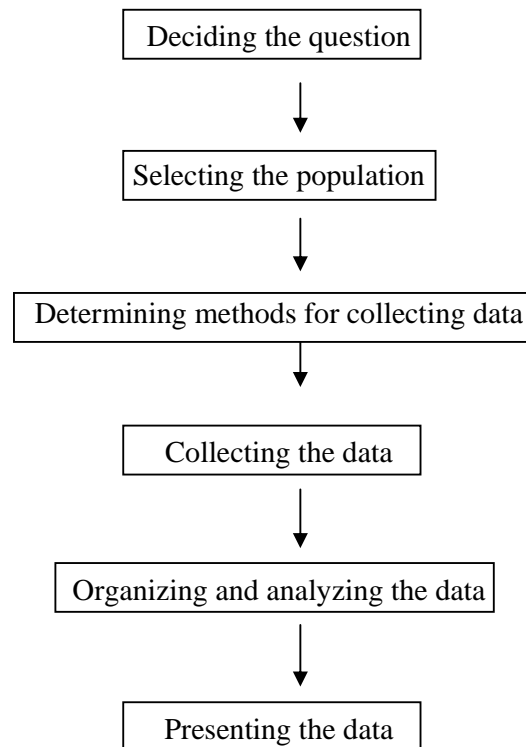 Deciding the question
Selecting the population
Determining methods for collecting data
Collecting the data
Organizing and analyzing the data
Presenting the data